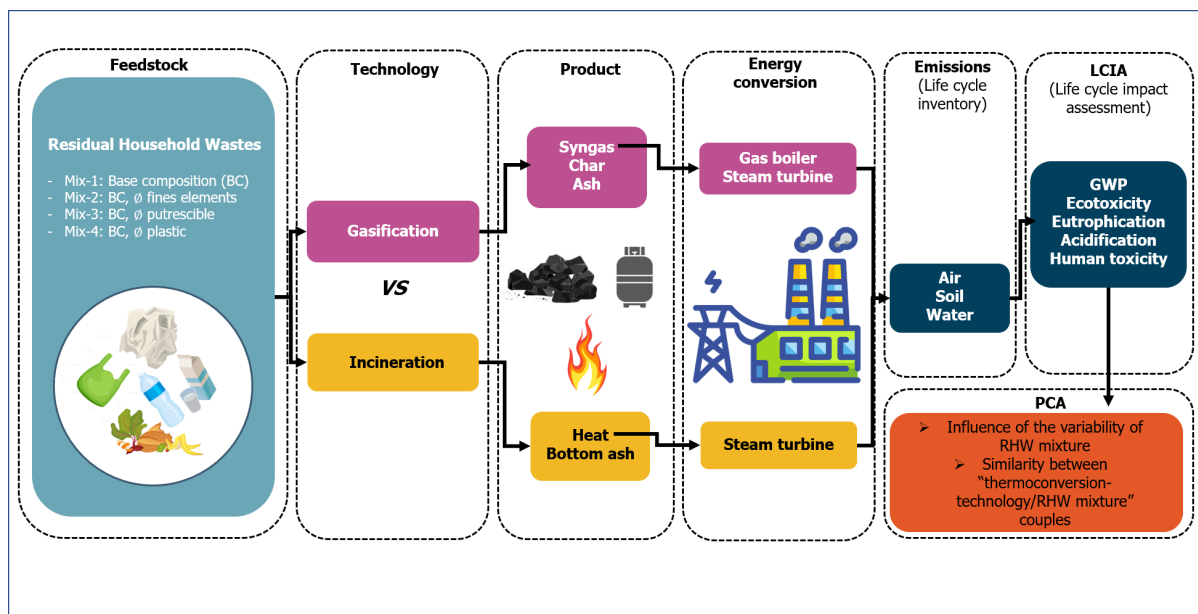 Feedstock
Residual Household Wastes
- Mix-1: Base composition (BC)
- Mix-2: BC, ∅ fines elements
- Mix-3: BC, ∅ putrescible
- Mix-4: BC, ∅ plastic
Technology
Gasification
VS
Incineration
Product
Syngas
Char
Ash
Heat
Bottom ash
Energy
conversion
Gas boiler
Steam turbine
Steam turbine
Emissions
(Life cycle
inventory)
Air
Soil
Water
LCIA
(Life cycle impact
assessment)
GWP
Ecotoxicity
Eutrophication
Acidification
Human toxicity
PCA
➢ Influence of the variability of
RHW mixture
➢ Similarity between
“thermoconversion-
technology/RHW mixture”
couples